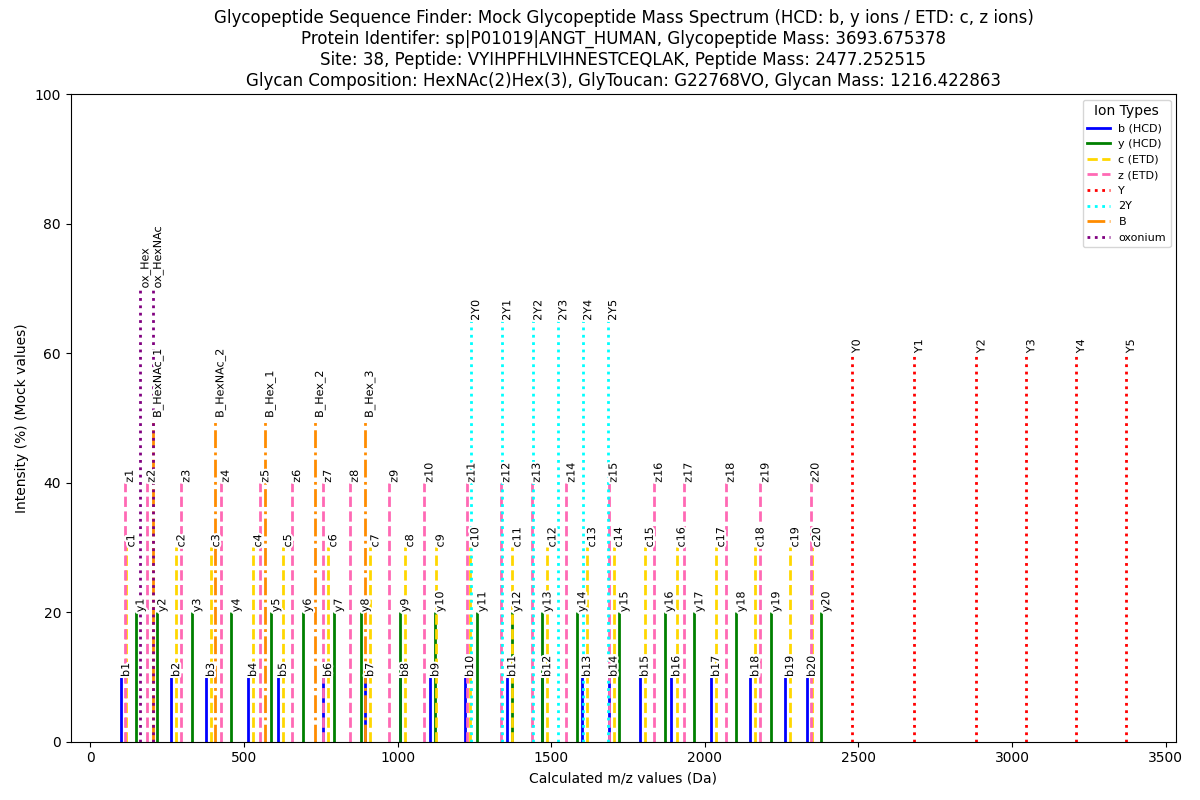 Glycopeptide Sequence Finder: Mock Glycopeptide Mass Spectrum (HCD: b, y ions / ETD: c, z ions)
Protein Identifer: sp|P01019|ANGT_HUMAN, Glycopeptide Mass: 3693.675378
Site: 38, Peptide: VYIHPFHLVIHNESTCEQLAK, Peptide Mass: 2477.252515
Glycan Composition: HexNAc(2)Hex(3), GlyToucan: G22768VO, Glycan Mass: 1216.422863
Ion Types
b (HCD)
y (HCD)
c (ETD)
z (ETD)
Y
2Y
B
oxonium
Intensity (%) (Mock values)
100
80
60
40
20
0
ox_Hex
ox_HexNAc
2Y0
2Y1
2Y2
2Y3
2Y4
2Y5
Y0
Y1
Y2
Y3
Y4
Y5
B_HexNAc_1
B_HexNAc_2
B_Hex_1
B_Hex_2
B_Hex_3
z1
z2
z3
z4
z5
z6
z7
z8
z9
z10
z11
z12
z13
z14
z15
z16
z17
z18
z19
z20
c1
c2
c3
c4
c5
c6
c7
c8
c9
c10
c11
c12
c13
c14
c15
c16
c17
c18
c19
c20
y1
y2
y3
y4
y5
y6
y7
y8
y9
y10
y11
y12
y13
y14
y15
y16
y17
y18
y19
y20
b1
b2
b3
b4
b5
b6
b7
b8
b9
b10
b11
b12
b13
b14
b15
b16
b17
b18
b19
b20
0
500
1000
1500
2000
2500
3000
3500
Calculated m/z values (Da)